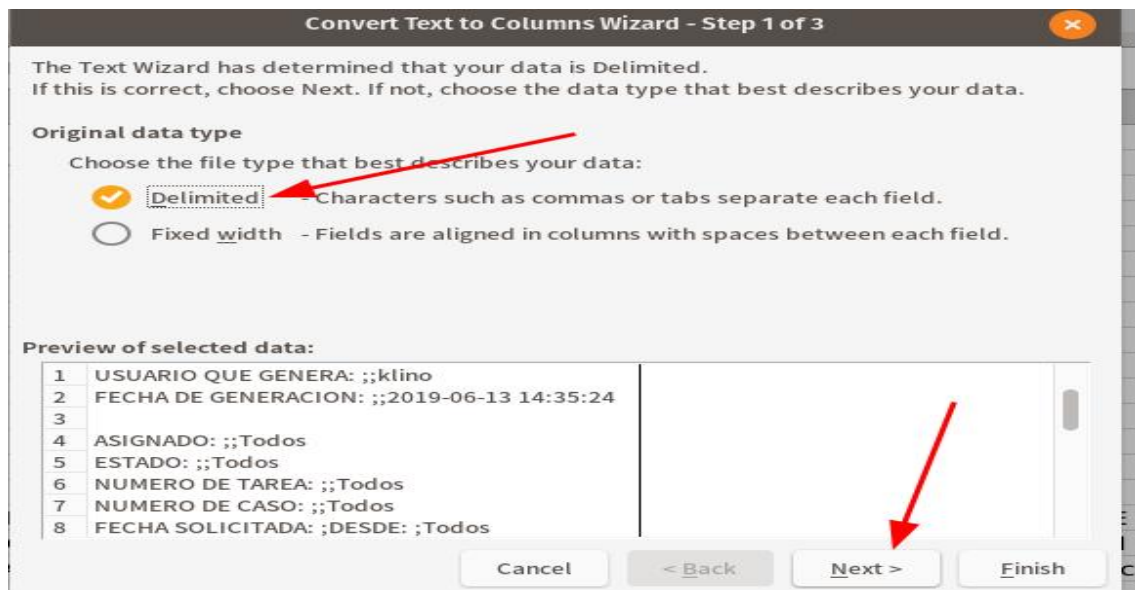 Convert Text to Columns Wizard - Step 1 of 3
The Text Wizard has determined that your data is Delimited.
If this is correct, choose Next. If not, choose the data type that best describes your data.
Original data type
Choose the file type that best describes your data:
Delimited - Characters such as commas or tabs separate each field.
Fixed width - Fields are aligned in columns with spaces between each field.
Preview of selected data:
1 USUARIO QUE GENERA: ;;klino
2 FECHA DE GENERACION: ;;2019-06-13 14:35:24
3
4 ASIGNADO: ;;Todos
5 ESTADO: ;;Todos
6 NUMERO DE TAREA: ;;Todos
7 NUMERO DE CASO: ;;Todos
8 FECHA SOLICITADA: ;DESDE: ;Todos
Cancel < Back Next > Finish